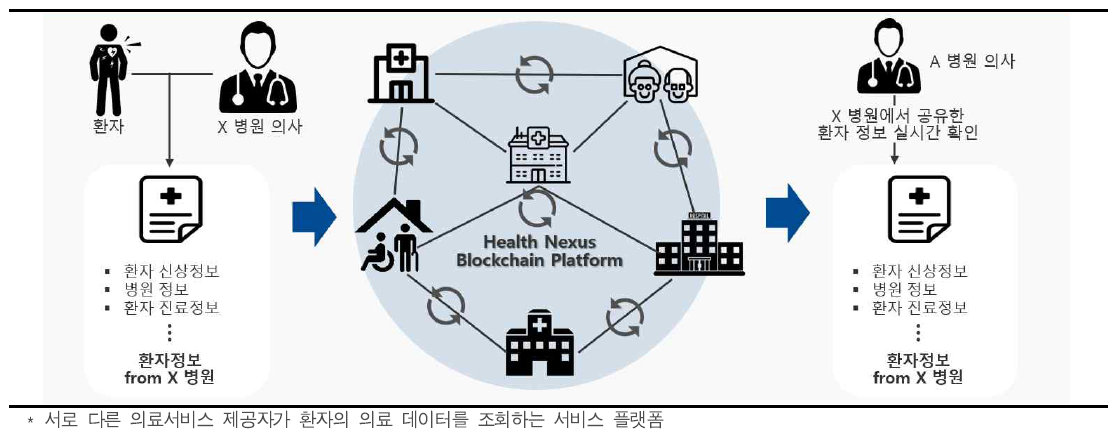 환자
X 병원 의사
▪ 환자 신상정보
▪ 병원 정보
▪ 환자 진료정보
⋮
환자정보
from X 병원
HOSPITAL
Health Nexus
Blockchain Platform
A 병원 의사
X 병원에서 공유한
환자 정보 실시간 확인
▪ 환자 신상정보
▪ 병원 정보
▪ 환자 진료정보
⋮
환자정보
from X 병원
* 서로 다른 의료서비스 제공자가 환자의 의료 데이터를 조회하는 서비스 플랫폼